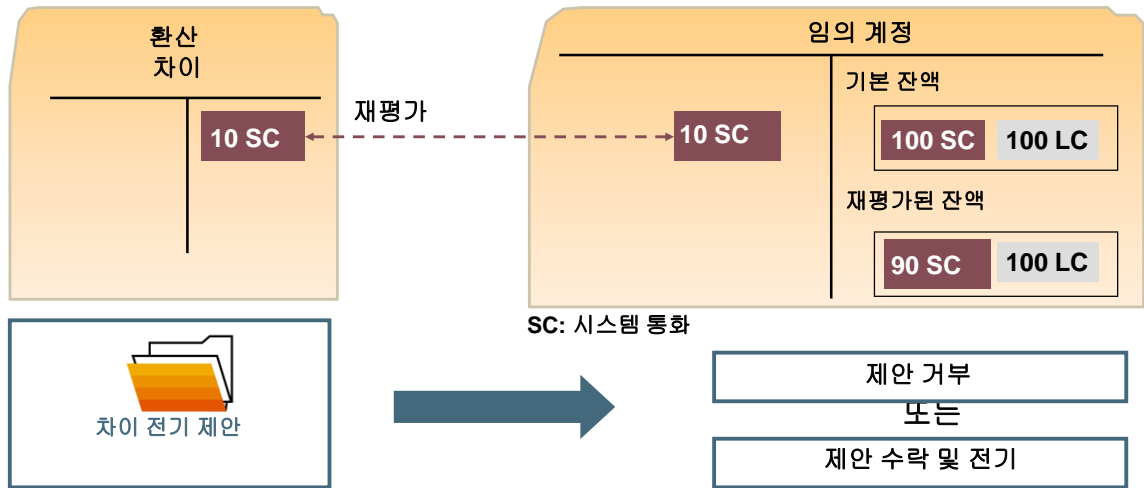 환산
차이
10 SC
재평가
임의 계정
10 SC
기본 잔액
100 SC
100 LC
재평가된 잔액
90 SC
100 LC
SC: 시스템 통화
차이 전기 제안
제안 거부
또는
제안 수락 및 전기